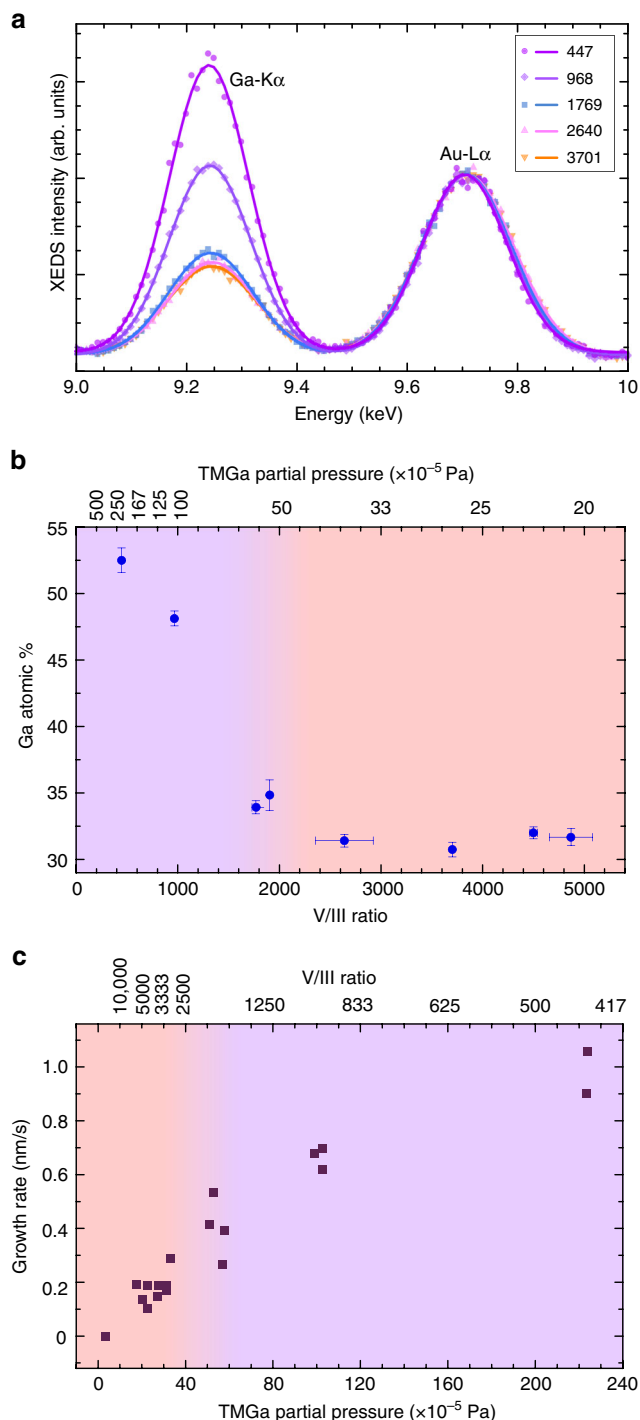 a
XEDS intensity (arb. units)
Ga-Kα
Au-Lα
447
968
1769
2640
3701
9.0 9.2 9.4 9.6 9.8 10
Energy (keV)
b
TMGa partial pressure (×10⁻⁵ Pa)
500 250 167 125 100 50 33 25 20
Ga atomic %
55
50
45
40
35
30
0 1000 2000 3000 4000 5000
V/III ratio
c
V/III ratio
10,000 5000 3333 2500 1250 833 625 500 417
Growth rate (nm/s)
1.0
0.8
0.6
0.4
0.2
0
0 40 80 120 160 200 240
TMGa partial pressure (×10⁻⁵ Pa)